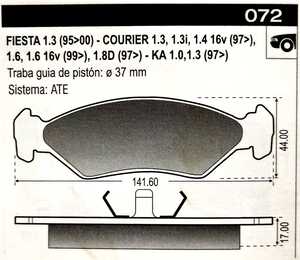 072
FIESTA 1.3 (95>00) - COURIER 1.3, 1.3i, 1.4 16v (97>),
1.6, 1.6 16v (99>), 1.8D (97>) - KA 1.0,1.3 (97>)
Traba guia de pistón: ø 37 mm
Sistema: ATE
44.00
141.60
17.00